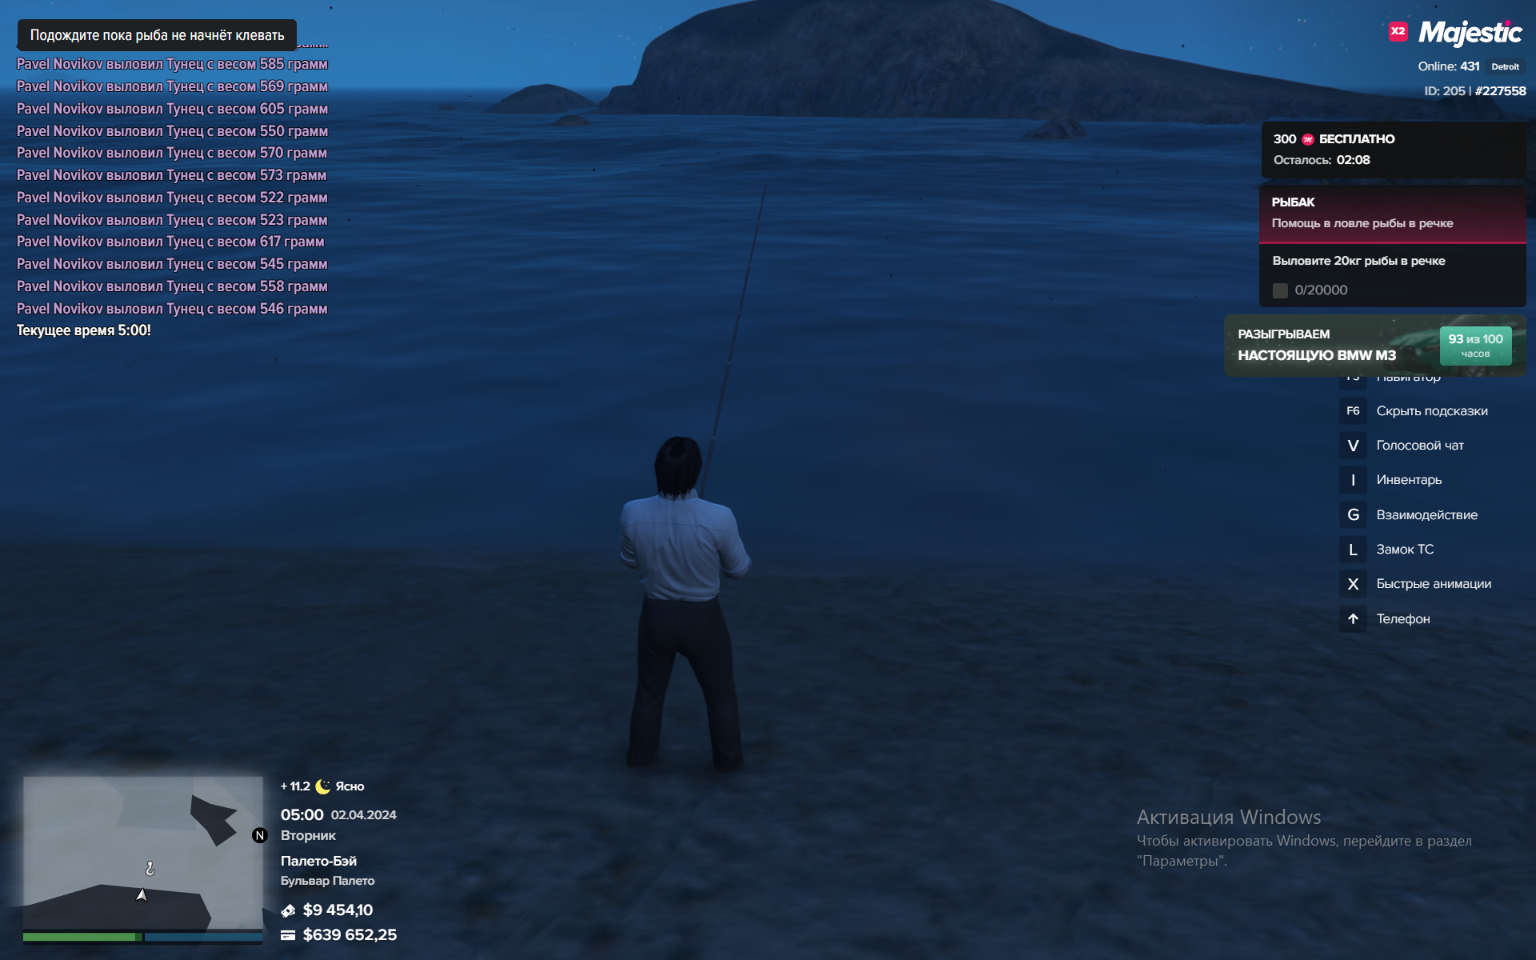 Подождите пока рыба не начнёт клевать
Pavel Novikov выловил Тунец с весом 585 грамм
Pavel Novikov выловил Тунец с весом 569 грамм
Pavel Novikov выловил Тунец с весом 605 грамм
Pavel Novikov выловил Тунец с весом 550 грамм
Pavel Novikov выловил Тунец с весом 570 грамм
Pavel Novikov выловил Тунец с весом 573 грамм
Pavel Novikov выловил Тунец с весом 522 грамм
Pavel Novikov выловил Тунец с весом 523 грамм
Pavel Novikov выловил Тунец с весом 617 грамм
Pavel Novikov выловил Тунец с весом 545 грамм
Pavel Novikov выловил Тунец с весом 558 грамм
Pavel Novikov выловил Тунец с весом 546 грамм
Текущее время 5:00!
X2 Majestic
Online: 431 Detroit
ID: 205 | #227558
300 БЕСПЛАТНО
Осталось: 02:08
РЫБАК
Помощь в ловле рыбы в речке
Выловите 20кг рыбы в речке
0/20000
РАЗЫГРЫВАЕМ
НАСТОЯЩУЮ BMW M3
93 из 100
часов
Навигатор
F6 Скрыть подсказки
V Голосовой чат
I Инвентарь
G Взаимодействие
L Замок ТС
X Быстрые анимации
Телефон
+11.2 Ясно
05:00 02.04.2024
Вторник
N
Палето-Бэй
Бульвар Палето
$9 454,10
$639 652,25
Активация Windows
Чтобы активировать Windows, перейдите в раздел
"Параметры".